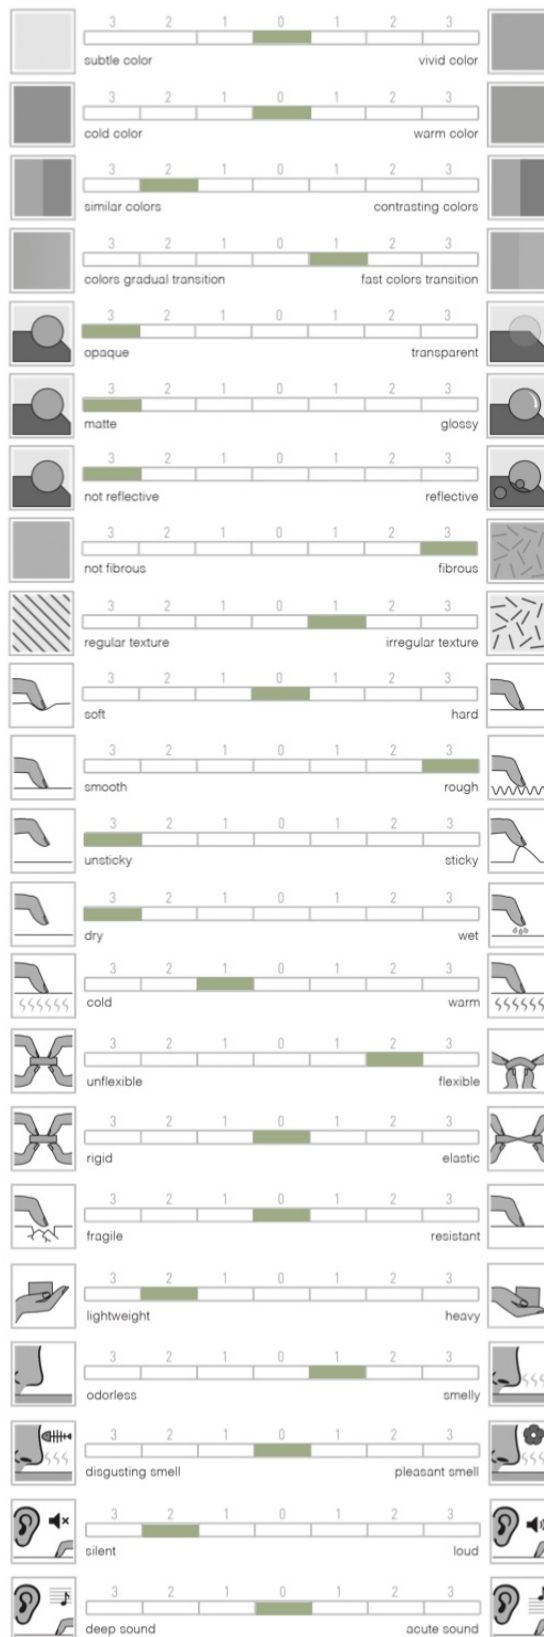 3 2 1 0 1 2 3
subtle color vivid color
3 2 1 0 1 2 3
cold color warm color
3 2 1 0 1 2 3
similar colors contrasting colors
3 2 1 0 1 2 3
colors gradual transition fast colors transition
3 2 1 0 1 2 3
opaque transparent
3 2 1 0 1 2 3
matte glossy
3 2 1 0 1 2 3
not reflective reflective
3 2 1 0 1 2 3
not fibrous fibrous
3 2 1 0 1 2 3
regular texture irregular texture
3 2 1 0 1 2 3
soft hard
3 2 1 0 1 2 3
smooth rough
3 2 1 0 1 2 3
unsticky sticky
3 2 1 0 1 2 3
dry wet
3 2 1 0 1 2 3
cold warm
3 2 1 0 1 2 3
unflexible flexible
3 2 1 0 1 2 3
rigid elastic
3 2 1 0 1 2 3
fragile resistant
3 2 1 0 1 2 3
lightweight heavy
3 2 1 0 1 2 3
odorless smelly
3 2 1 0 1 2 3
disgusting smell pleasant smell
3 2 1 0 1 2 3
silent loud
3 2 1 0 1 2 3
deep sound acute sound